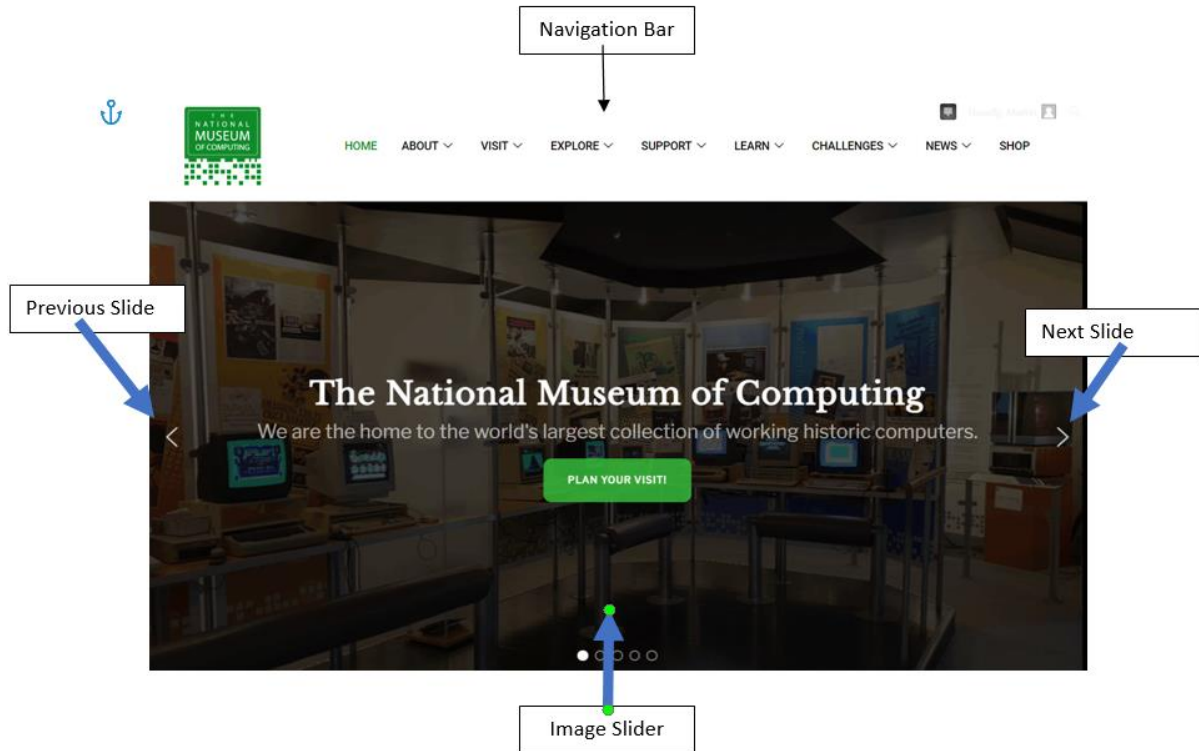 Navigation Bar
THE
NATIONAL
MUSEUM
OF COMPUTING
HOME ABOUT VISIT EXPLORE SUPPORT LEARN CHALLENGES NEWS SHOP
Previous Slide
Next Slide
The National Museum of Computing
We are the home to the world's largest collection of working historic computers.
PLAN YOUR VISIT!
Image Slider